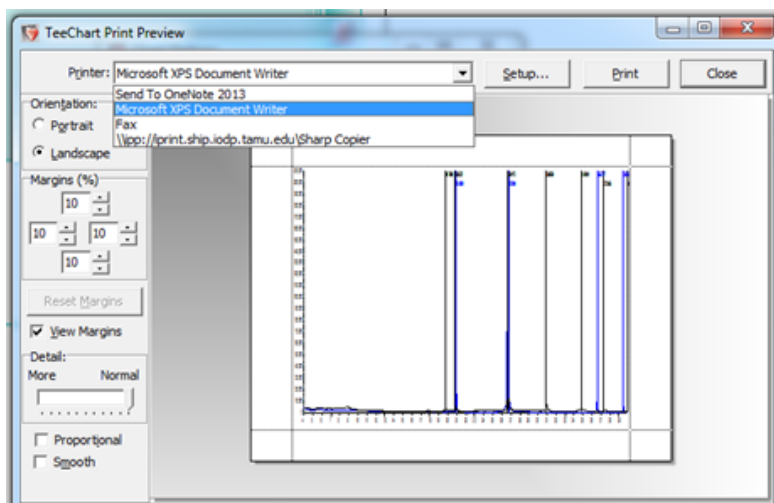 TeeChart Print Preview
Printer: Microsoft XPS Document Writer Setup... Print Close
Send To OneNote 2013
Microsoft XPS Document Writer
Fax
\\ipp://iprint.ship.iodp.tamu.edu\Sharp Copier
Orientation:
Portrait
Landscape
Margins (%)
10
10 10
10
Reset Margins
View Margins
Detail:
More Normal
Proportional
Smooth